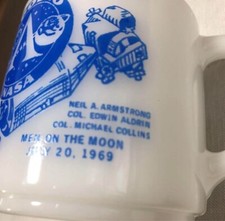 NASA
NEIL A. ARMSTRONG
COL. EDWIN ALDRIN
COL. MICHAEL COLLINS
MEN ON THE MOON
JULY 20, 1969